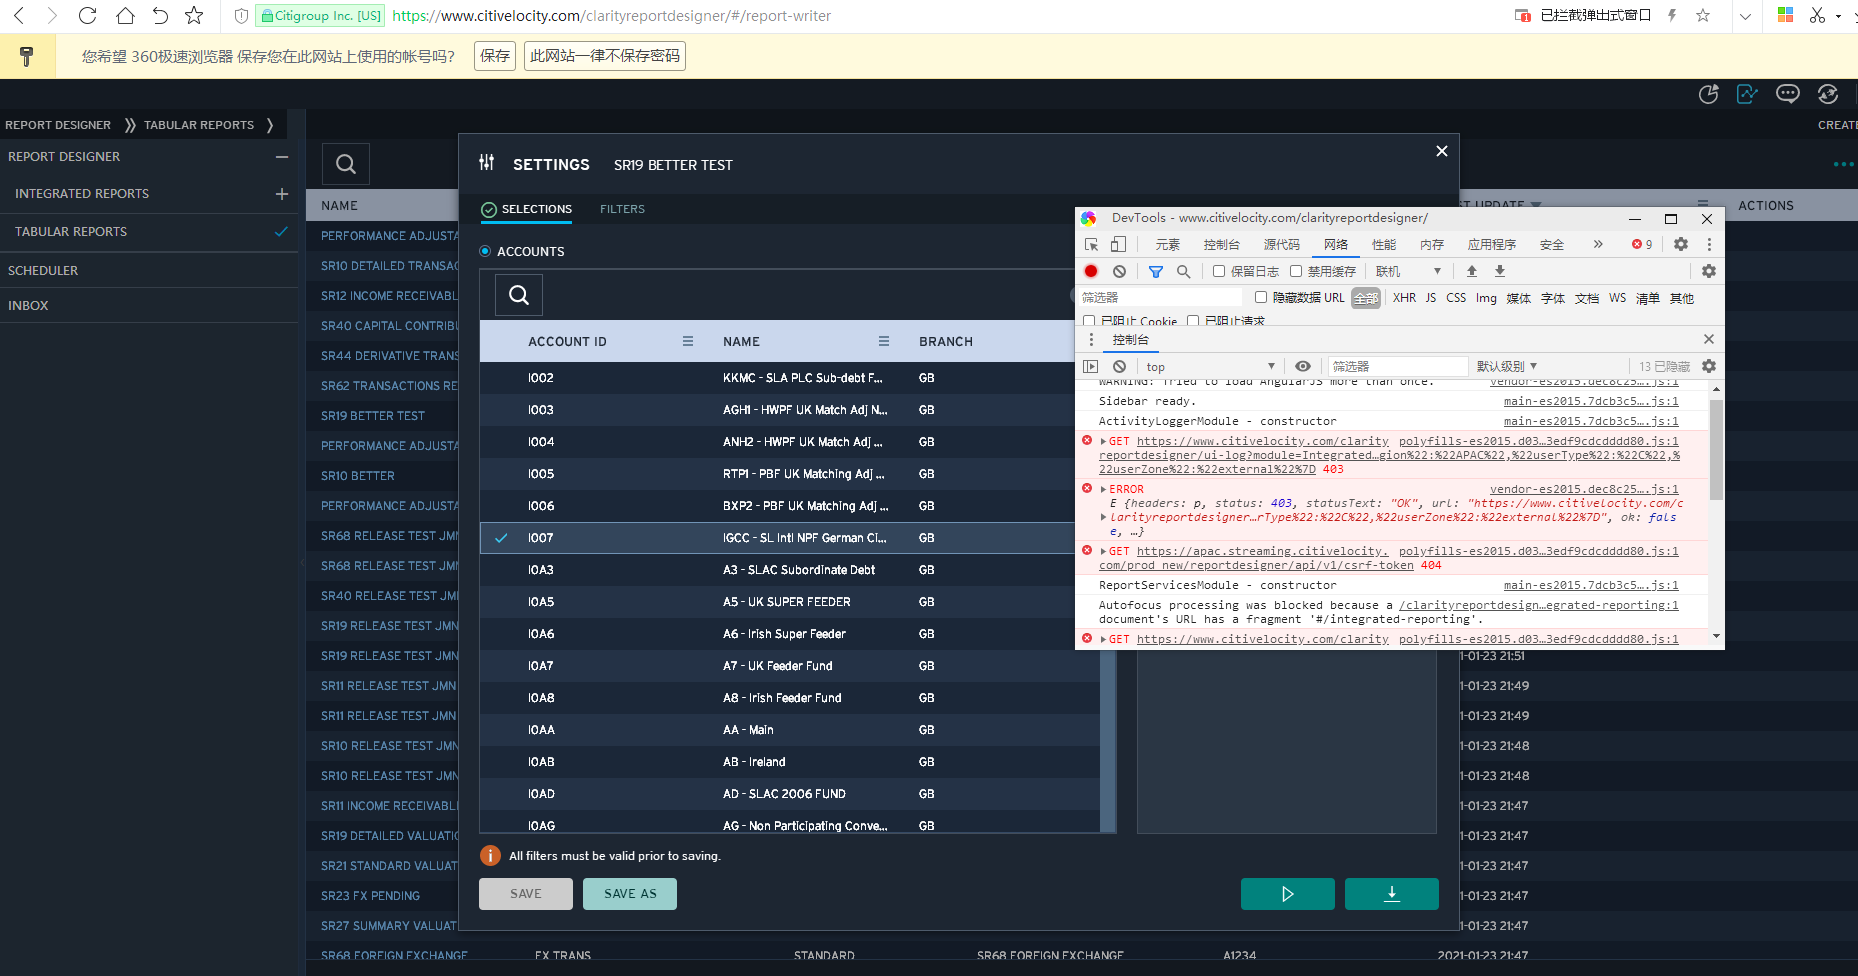 Citigroup Inc. [US]
https://www.citivelocity.com/clarityreportdesigner/#/report-writer
已拦截弹出式窗口
您希望 360极速浏览器 保存您在此网站上使用的帐号吗?
保存
此网站一律不保存密码
REPORT DESIGNER
TABULAR REPORTS
CREATE
REPORT DESIGNER
INTEGRATED REPORTS
TABULAR REPORTS
SCHEDULER
INBOX
NAME
ACTIONS
PERFORMANCE ADJUSTA
SR10 DETAILED TRANSAC
SR12 INCOME RECEIVABL
SR40 CAPITAL CONTRIBU
SR44 DERIVATIVE TRANS
SR62 TRANSACTIONS RE
SR19 BETTER TEST
PERFORMANCE ADJUSTA
SR10 BETTER
PERFORMANCE ADJUSTA
SR68 RELEASE TEST JMN
SR68 RELEASE TEST JMN
SR40 RELEASE TEST JMN
SR19 RELEASE TEST JMN
SR19 RELEASE TEST JMN
SR11 RELEASE TEST JMN
SR11 RELEASE TEST JMN
SR10 RELEASE TEST JMN
SR10 RELEASE TEST JMN
SR11 INCOME RECEIVABL
SR19 DETAILED VALUATIO
SR21 STANDARD VALUAT
SR23 FX PENDING
SR27 SUMMARY VALUAT
SR68 FOREIGN EXCHANGE FX TRANS STANDARD SR68 FOREIGN EXCHANGE A1234 2021-01-23 21:47
SETTINGS SR19 BETTER TEST
SELECTIONS FILTERS
ACCOUNTS
ACCOUNT ID NAME BRANCH
I002 KKMC - SLA PLC Sub-debt F... GB
I003 AGH1 - HWPF UK Match Adj N... GB
I004 ANH2 - HWPF UK Match Adj ... GB
I005 RTP1 - PBF UK Matching Adj ... GB
I006 BXP2 - PBF UK Matching Adj ... GB
I007 IGCC - SL Intl NPF German Ci... GB
I0A3 A3 - SLAC Subordinate Debt GB
I0A5 A5 - UK SUPER FEEDER GB
I0A6 A6 - Irish Super Feeder GB
I0A7 A7 - UK Feeder Fund GB
I0A8 A8 - Irish Feeder Fund GB
I0AA AA - Main GB
I0AB AB - Ireland GB
I0AD AD - SLAC 2006 FUND GB
I0AG AG - Non Participating Conve... GB
All filters must be valid prior to saving.
SAVE
SAVE AS
DevTools - www.citivelocity.com/clarityreportdesigner/
元素 控制台 源代码 网络 性能 内存 应用程序 安全 » 9
保留日志 禁用缓存 联机
筛选器 隐藏数据 URL 全部 XHR JS CSS Img 媒体 字体 文档 WS 清单 其他
已阻止 Cookie 已阻止请求
控制台
top 筛选器 默认级别 13 已隐藏
WARNING: Tried to load AngularJS more than once. vendor-es2015.dec8c25….js:1
Sidebar ready. main-es2015.7dcb3c5….js:1
ActivityLoggerModule - constructor main-es2015.7dcb3c5….js:1
GET https://www.citivelocity.com/clarity polyfills-es2015.d03…3edf9cdcdddd80.js:1
reportdesigner/ui-log?module=Integrated…gion%22:%22APAC%22,%22userType%22:%22C%22,%
22userZone%22:%22external%22%7D 403
ERROR vendor-es2015.dec8c25….js:1
E {headers: p, status: 403, statusText: "OK", url: "https://www.citivelocity.com/c
larityreportdesigner…rType%22:%22C%22,%22userZone%22:%22external%22%7D", ok: fals
e, …}
GET https://apac.streaming.citivelocity. polyfills-es2015.d03…3edf9cdcdddd80.js:1
com/prod_new/reportdesigner/api/v1/csrf-token 404
ReportServicesModule - constructor main-es2015.7dcb3c5….js:1
Autofocus processing was blocked because a /clarityreportdesign…egrated-reporting:1
document's URL has a fragment '#/integrated-reporting'.
GET https://www.citivelocity.com/clarity polyfills-es2015.d03…3edf9cdcdddd80.js:1
1-01-23 21:51
1-01-23 21:49
1-01-23 21:49
1-01-23 21:48
1-01-23 21:48
1-01-23 21:47
1-01-23 21:47
1-01-23 21:47
1-01-23 21:47
1-01-23 21:47